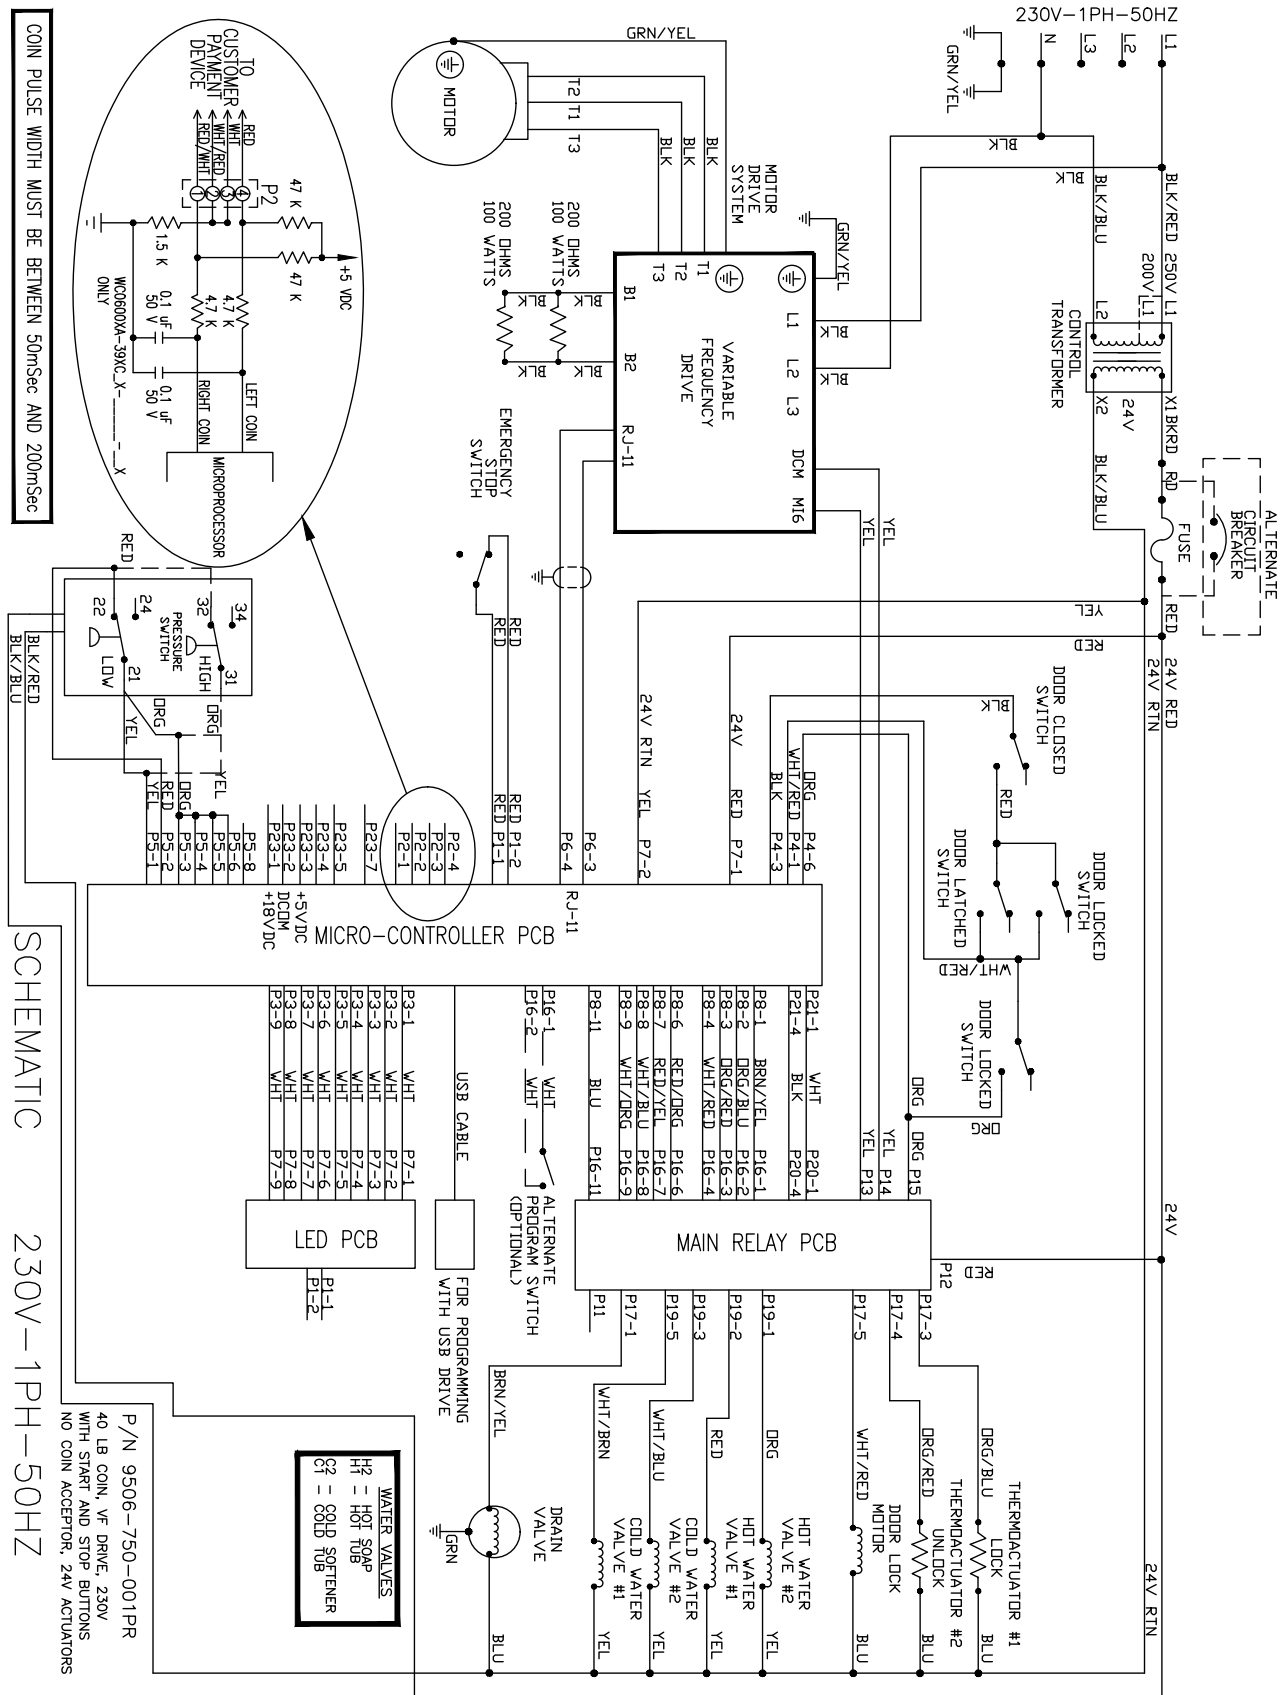 230V-1PH-50HZ
L1
L2
L3
N
GRN/YEL
BLK
BLK
BLK/RED
BLK/BLU
250V
L1
200V
L1
L2
CONTROL
TRANSFORMER
24V
X1
X2
BKRD
RD
BLK/BLU
FUSE
ALTERNATE
CIRCUIT
BREAKER
RED
YEL
RED
24V RED
24V RTN
24V
24V RTN
GRN/YEL
MOTOR
T2
T1
T3
BLK
BLK
BLK
MOTOR
DRIVE
SYSTEM
GRN/YEL
T1
T2
T3
L1
L2
L3
BLK
BLK
VARIABLE
FREQUENCY
DRIVE
B1
B2
RJ-11
DCM
MI6
YEL
YEL
200 OHMS
100 WATTS
200 OHMS
100 WATTS
BLK
BLK
BLK
BLK
EMERGENCY
STOP
SWITCH
RED
RED
RED
RED
P1-2
P1-1
TO
CUSTOMER
PAYMENT
DEVICE
RED
WHT
WHT/RED
RED/WHT
P2
4
3
2
1
47 K
47 K
+5 VDC
1.5 K
4.7 K
4.7 K
0.1 uF
50 V
0.1 uF
50 V
WCO600XA-39XC_X-_____-_X
ONLY
LEFT COIN
RIGHT COIN
MICROPROCESSOR
COIN PULSE WIDTH MUST BE BETWEEN 50mSec AND 200mSec
RED
34
32
31
24
22
21
PRESSURE
SWITCH
HIGH
LOW
BLK/RED
BLK/BLU
ORG
ORG
YEL
YEL
ORG
RED
YEL
P5-8
P5-6
P5-5
P5-4
P5-3
P5-2
P5-1
P23-7
P23-5
P23-4
P23-3
P23-2
P23-1
+5VDC
DCOM
+18VDC
P2-4
P2-3
P2-2
P2-1
P6-3
P6-4
RJ-11
24V RTN
YEL
P7-2
24V
RED
P7-1
BLK
ORG
WHT/RED
BLK
P4-6
P4-1
P4-3
MICRO-CONTROLLER PCB
DOOR CLOSED
SWITCH
RED
DOOR LOCKED
SWITCH
DOOR LATCHED
SWITCH
WHT/RED
DOOR LOCKED
SWITCH
ORG
ORG
P21-1
P21-4
WHT
BLK
P20-1
P20-4
P8-1
P8-2
P8-3
P8-4
BRN/YEL
ORG/BLU
ORG/RED
WHT/RED
P16-1
P16-2
P16-3
P16-4
P8-6
P8-7
P8-8
P8-9
P8-11
RED/ORG
RED/YEL
WHT/BLU
WHT/ORG
BLU
P16-6
P16-7
P16-8
P16-9
P16-11
P16-1
P16-2
WHT
WHT
ALTERNATE
PROGRAM SWITCH
(OPTIONAL)
USB CABLE
FOR PROGRAMMING
WITH USB DRIVE
P3-1
P3-2
P3-3
P3-4
P3-5
P3-6
P3-7
P3-8
P3-9
WHT
WHT
WHT
WHT
WHT
WHT
WHT
WHT
WHT
P7-1
P7-2
P7-3
P7-4
P7-5
P7-6
P7-7
P7-8
P7-9
LED PCB
P1-1
P1-2
ORG
YEL
YEL
P15
P14
P13
MAIN RELAY PCB
P12
RED
P17-3
P17-4
P17-5
P19-1
P19-2
P19-3
P19-5
P17-1
P11
ORG/BLU
ORG/RED
WHT/RED
ORG
RED
WHT/BLU
WHT/BRN
BRN/YEL
THERMOACTUATOR #1
LOCK
THERMOACTUATOR #2
UNLOCK
DOOR LOCK
MOTOR
HOT WATER
VALVE #2
HOT WATER
VALVE #1
COLD WATER
VALVE #2
COLD WATER
VALVE #1
DRAIN
VALVE
GRN
BLU
BLU
BLU
YEL
YEL
YEL
YEL
BLU
WATER VALVES
H2 - HOT SOAP
H1 - HOT TUB
C2 - COLD SOFTENER
C1 - COLD TUB
P/N 9506-750-001PR
40 LB COIN, VF DRIVE, 230V
WITH START AND STOP BUTTONS
NO COIN ACCEPTOR, 24V ACTUATORS
SCHEMATIC 230V-1PH-50HZ